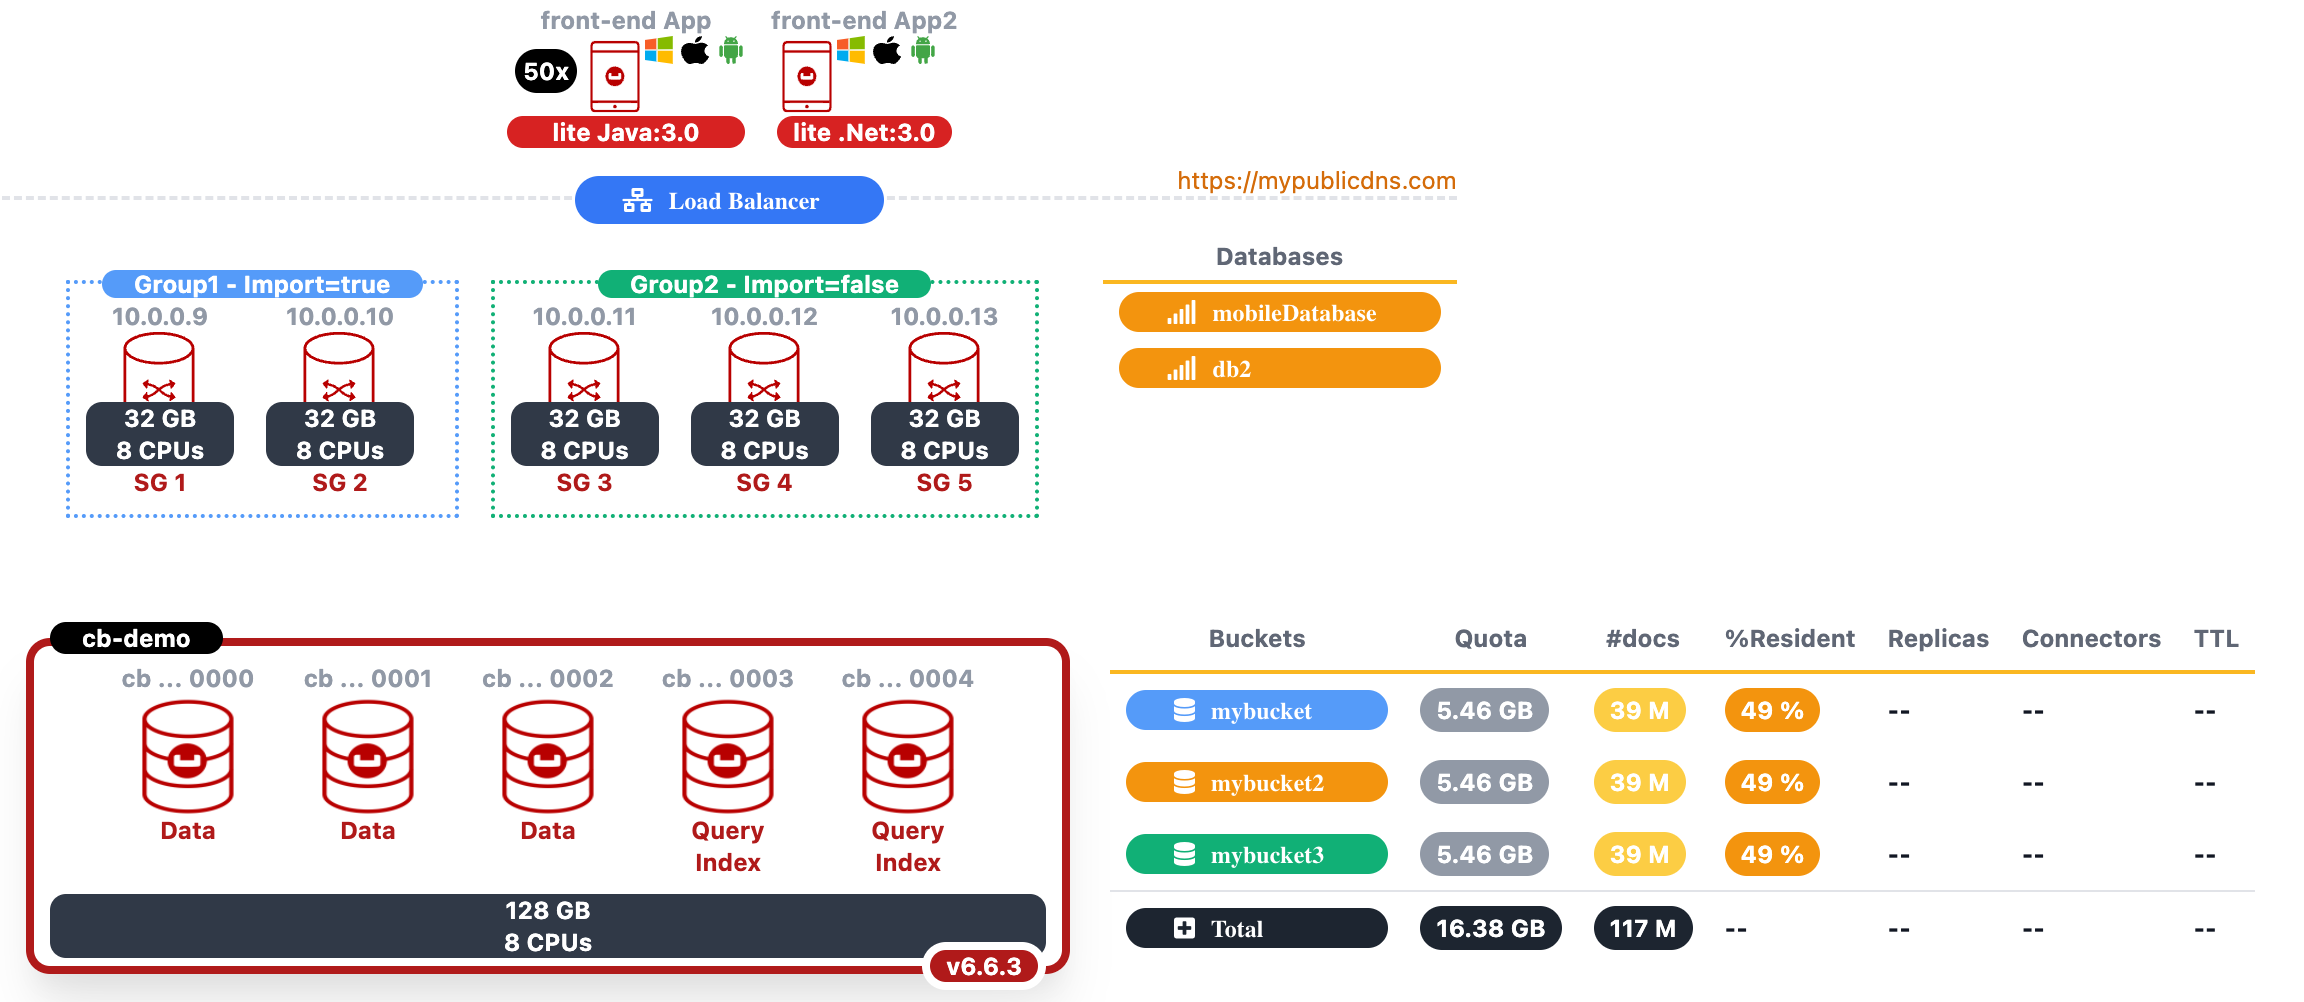 front-end App front-end App2
50x
lite Java:3.0 lite .Net:3.0
https://mypublicdns.com
Load Balancer
Databases
mobileDatabase
db2
Group1 - Import=true
10.0.0.9 10.0.0.10
32 GB 32 GB
8 CPUs 8 CPUs
SG 1 SG 2
Group2 - Import=false
10.0.0.11 10.0.0.12 10.0.0.13
32 GB 32 GB 32 GB
8 CPUs 8 CPUs 8 CPUs
SG 3 SG 4 SG 5
cb-demo
cb ... 0000 cb ... 0001 cb ... 0002 cb ... 0003 cb ... 0004
Data Data Data Query Query
Index Index
128 GB
8 CPUs
v6.6.3
Buckets Quota #docs %Resident Replicas Connectors TTL
mybucket 5.46 GB 39 M 49 % -- -- --
mybucket2 5.46 GB 39 M 49 % -- -- --
mybucket3 5.46 GB 39 M 49 % -- -- --
Total 16.38 GB 117 M -- -- -- --